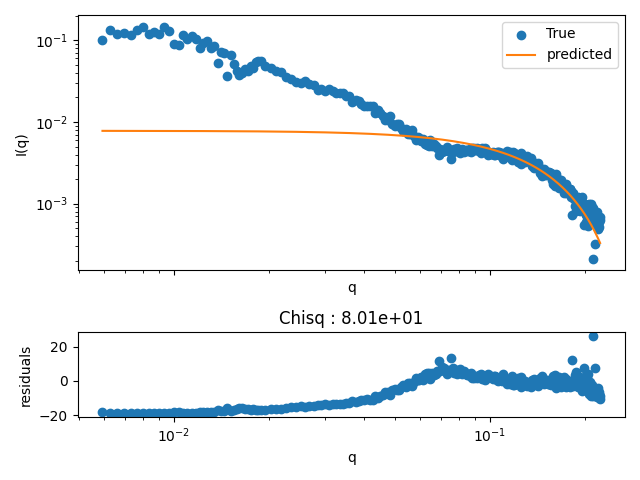 True
predicted
10⁻¹
10⁻²
10⁻³
I(q)
q
Chisq : 8.01e+01
20
0
−20
residuals
10⁻²
10⁻¹
q